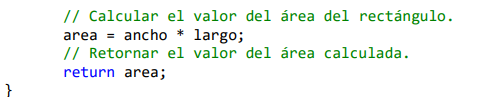 // Calcular el valor del área del rectángulo.
area = ancho * largo;
// Retornar el valor del área calculada.
return area;
}